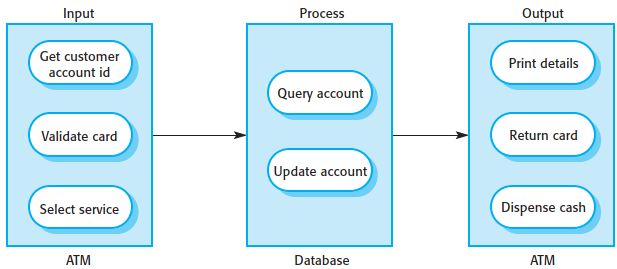 Input
Get customer
account id
Validate card
Select service
ATM
Process
Query account
Update account
Database
Output
Print details
Return card
Dispense cash
ATM